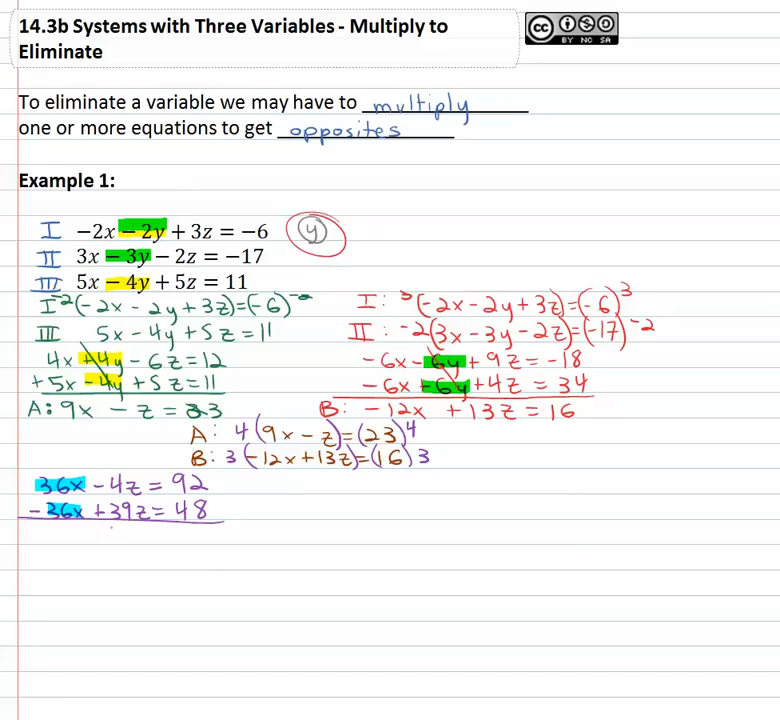 14.3b Systems with Three Variables - Multiply to
Eliminate
cc BY NC SA
To eliminate a variable we may have to multiply
one or more equations to get opposites
Example 1:
I −2x − 2y + 3z = −6 y
II 3x − 3y − 2z = −17
III 5x − 4y + 5z = 11
I -2(-2x - 2y + 3z) = (-6) -2
III 5x - 4y + 5z = 11
4x + 4y - 6z = 12
+ 5x - 4y + 5z = 11
A: 9x - z = 23
I: 3(-2x - 2y + 3z) = (-6) 3
II: -2(3x - 3y - 2z) = (-17) -2
-6x - 6y + 9z = -18
-6x + 6y + 4z = 34
B: -12x + 13z = 16
A: 4(9x - z) = (23) 4
B: 3(-12x + 13z) = (16) 3
36x - 4z = 92
-36x + 39z = 48